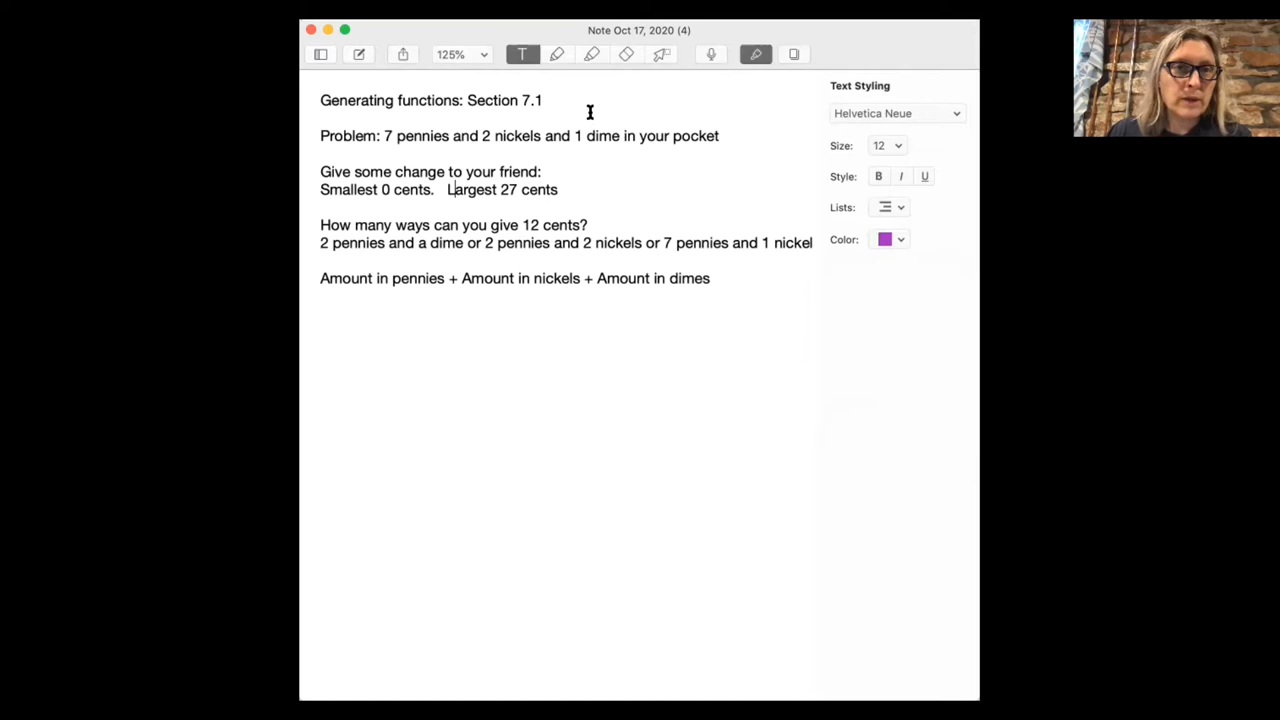 Note Oct 17, 2020 (4)
125%
T
Generating functions: Section 7.1
Problem: 7 pennies and 2 nickels and 1 dime in your pocket
Give some change to your friend:
Smallest 0 cents. Largest 27 cents
How many ways can you give 12 cents?
2 pennies and a dime or 2 pennies and 2 nickels or 7 pennies and 1 nickel
Amount in pennies + Amount in nickels + Amount in dimes
Text Styling
Helvetica Neue
Size: 12
Style: B I U
Lists:
Color: